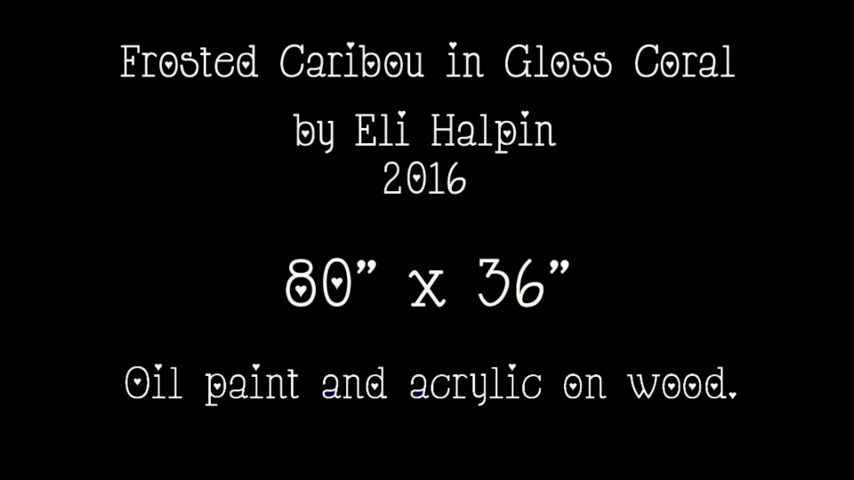 Frosted Caribou in Gloss Coral
by Eli Halpin
2016
80" x 36"
Oil paint and acrylic on wood.